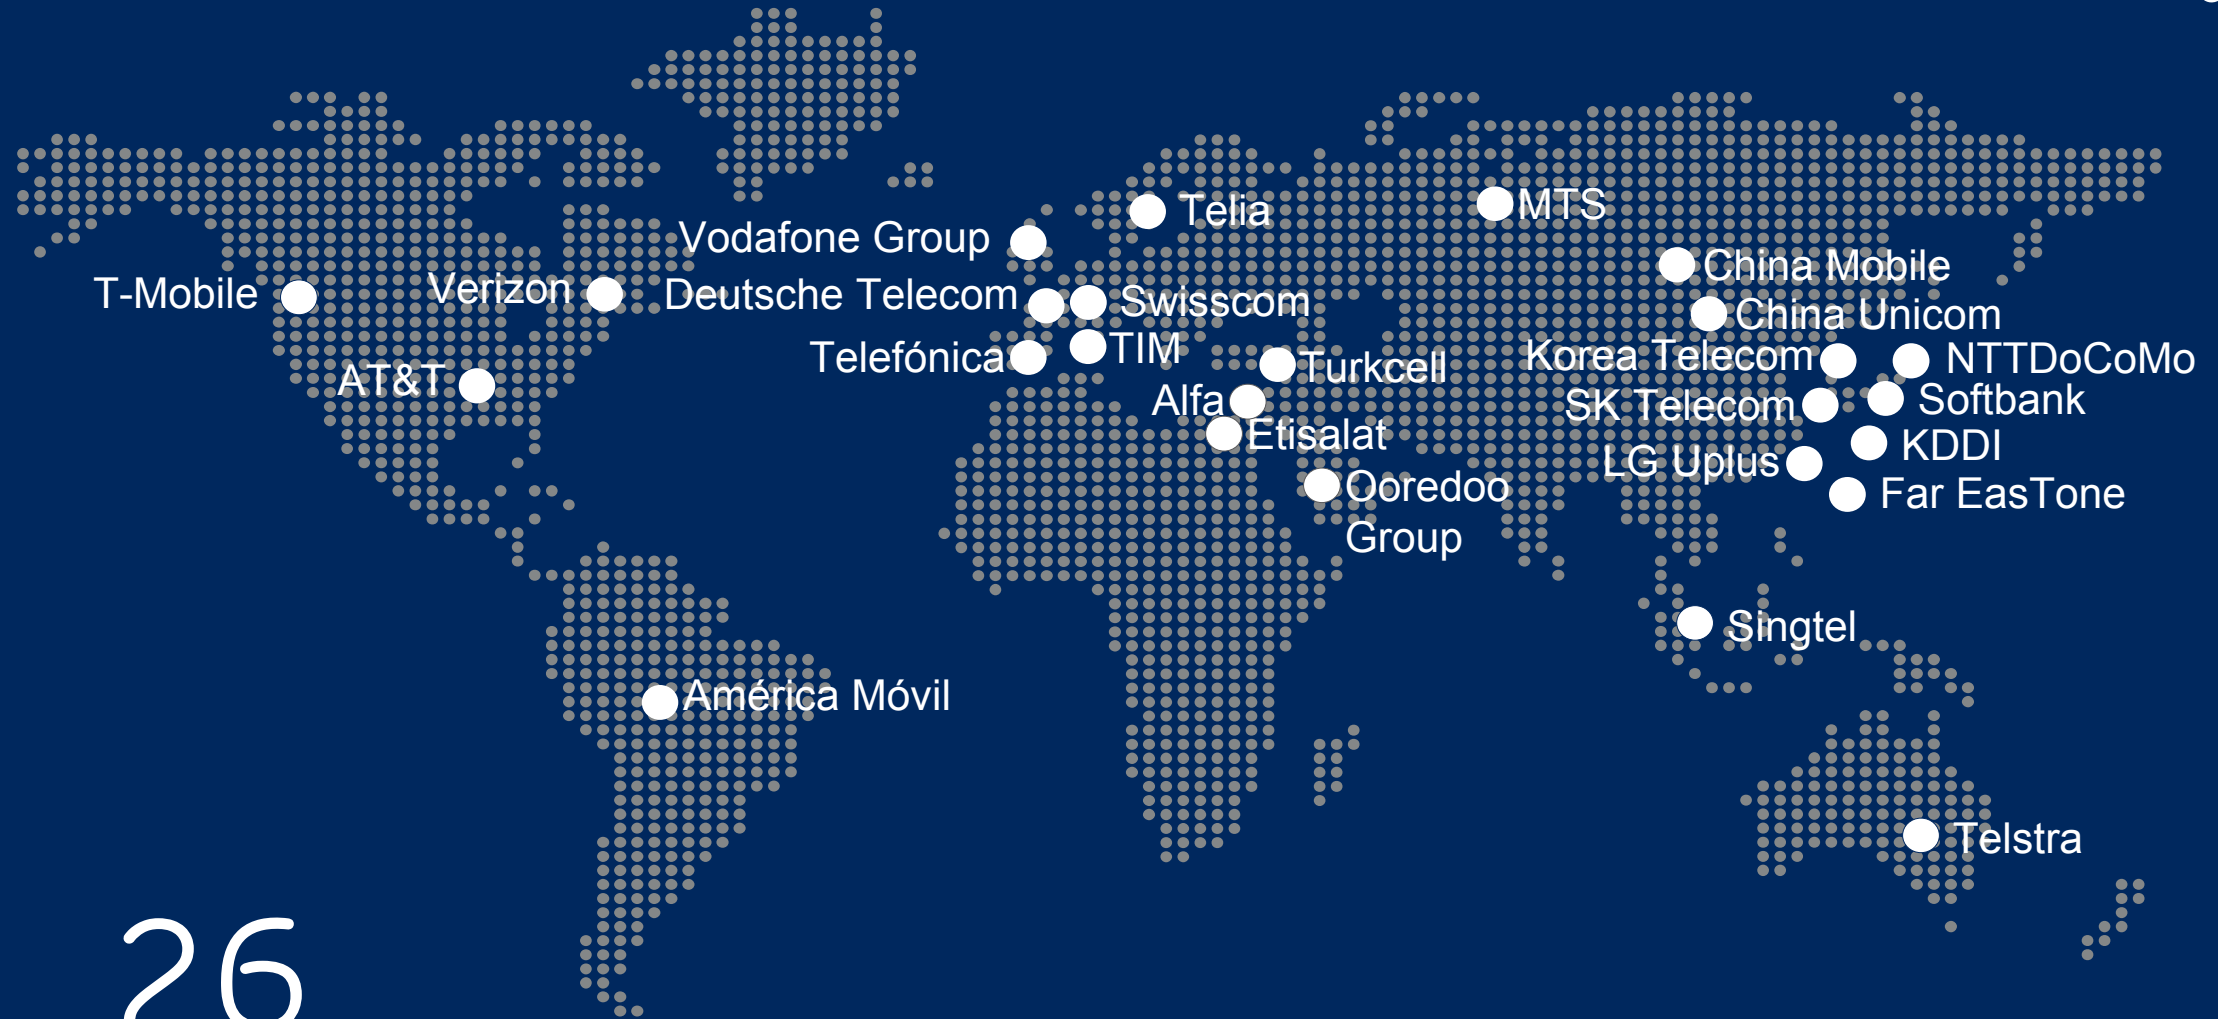 Telia
MTS
Vodafone Group
China Mobile
T-Mobile
Verizon
Deutsche Telecom
Swisscom
China Unicom
Telefónica
TIM
Turkcell
Korea Telecom
NTTDoCoMo
AT&T
Alfa
SK Telecom
Softbank
Etisalat
LG Uplus
KDDI
Ooredoo
Group
Far EasTone
Singtel
América Móvil
Telstra
26